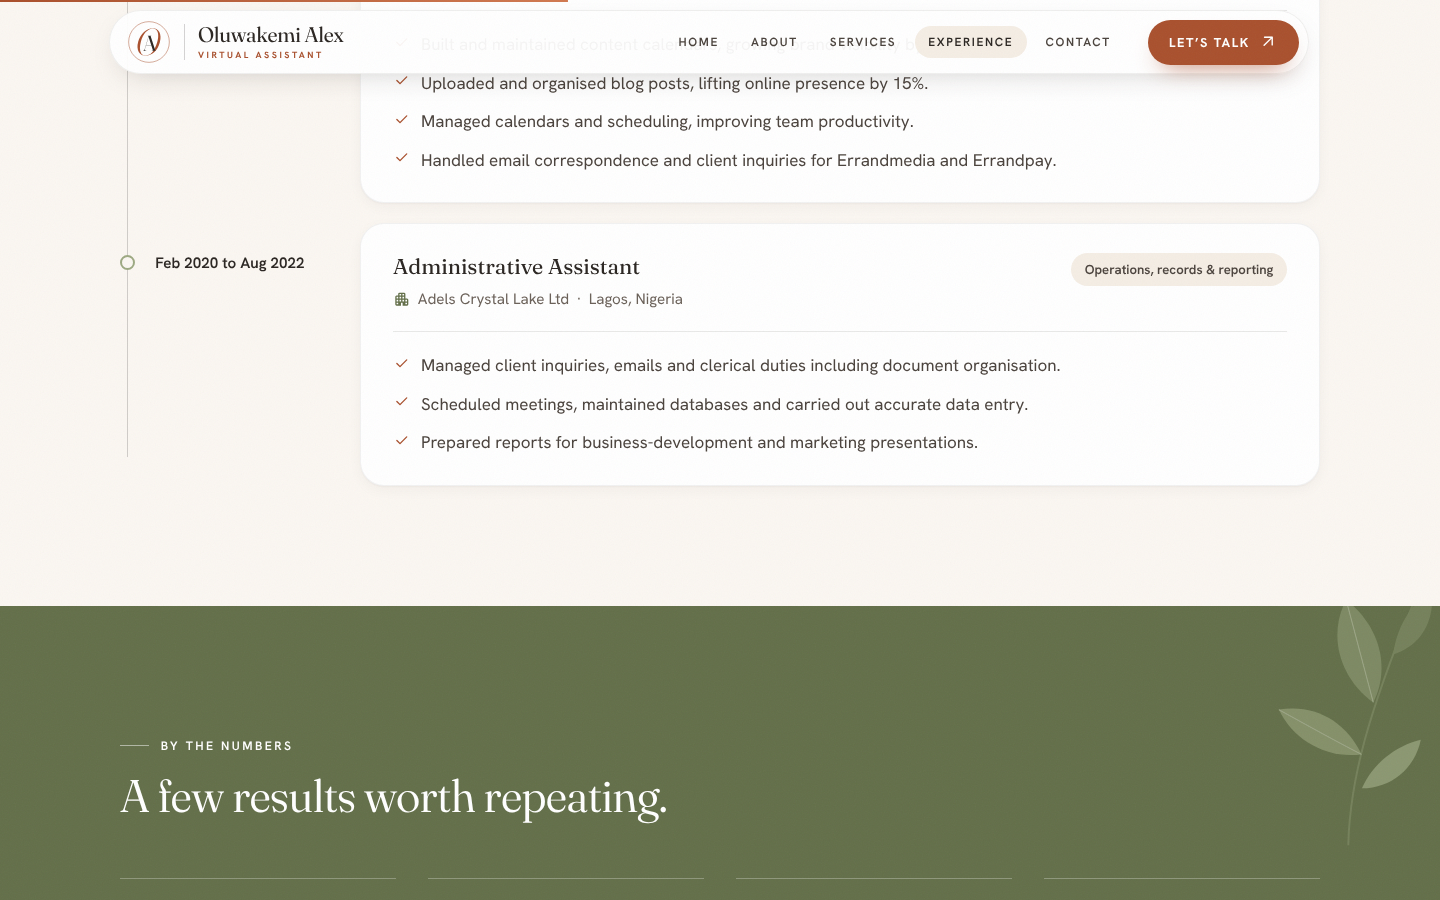 Oluwakemi Alex
VIRTUAL ASSISTANT
HOME ABOUT SERVICES EXPERIENCE CONTACT LET'S TALK
Built and maintained content
Uploaded and organised blog posts, lifting online presence by 15%.
Managed calendars and scheduling, improving team productivity.
Handled email correspondence and client inquiries for Errandmedia and Errandpay.
Feb 2020 to Aug 2022
Administrative Assistant
Operations, records & reporting
Adels Crystal Lake Ltd · Lagos, Nigeria
Managed client inquiries, emails and clerical duties including document organisation.
Scheduled meetings, maintained databases and carried out accurate data entry.
Prepared reports for business-development and marketing presentations.
BY THE NUMBERS
A few results worth repeating.